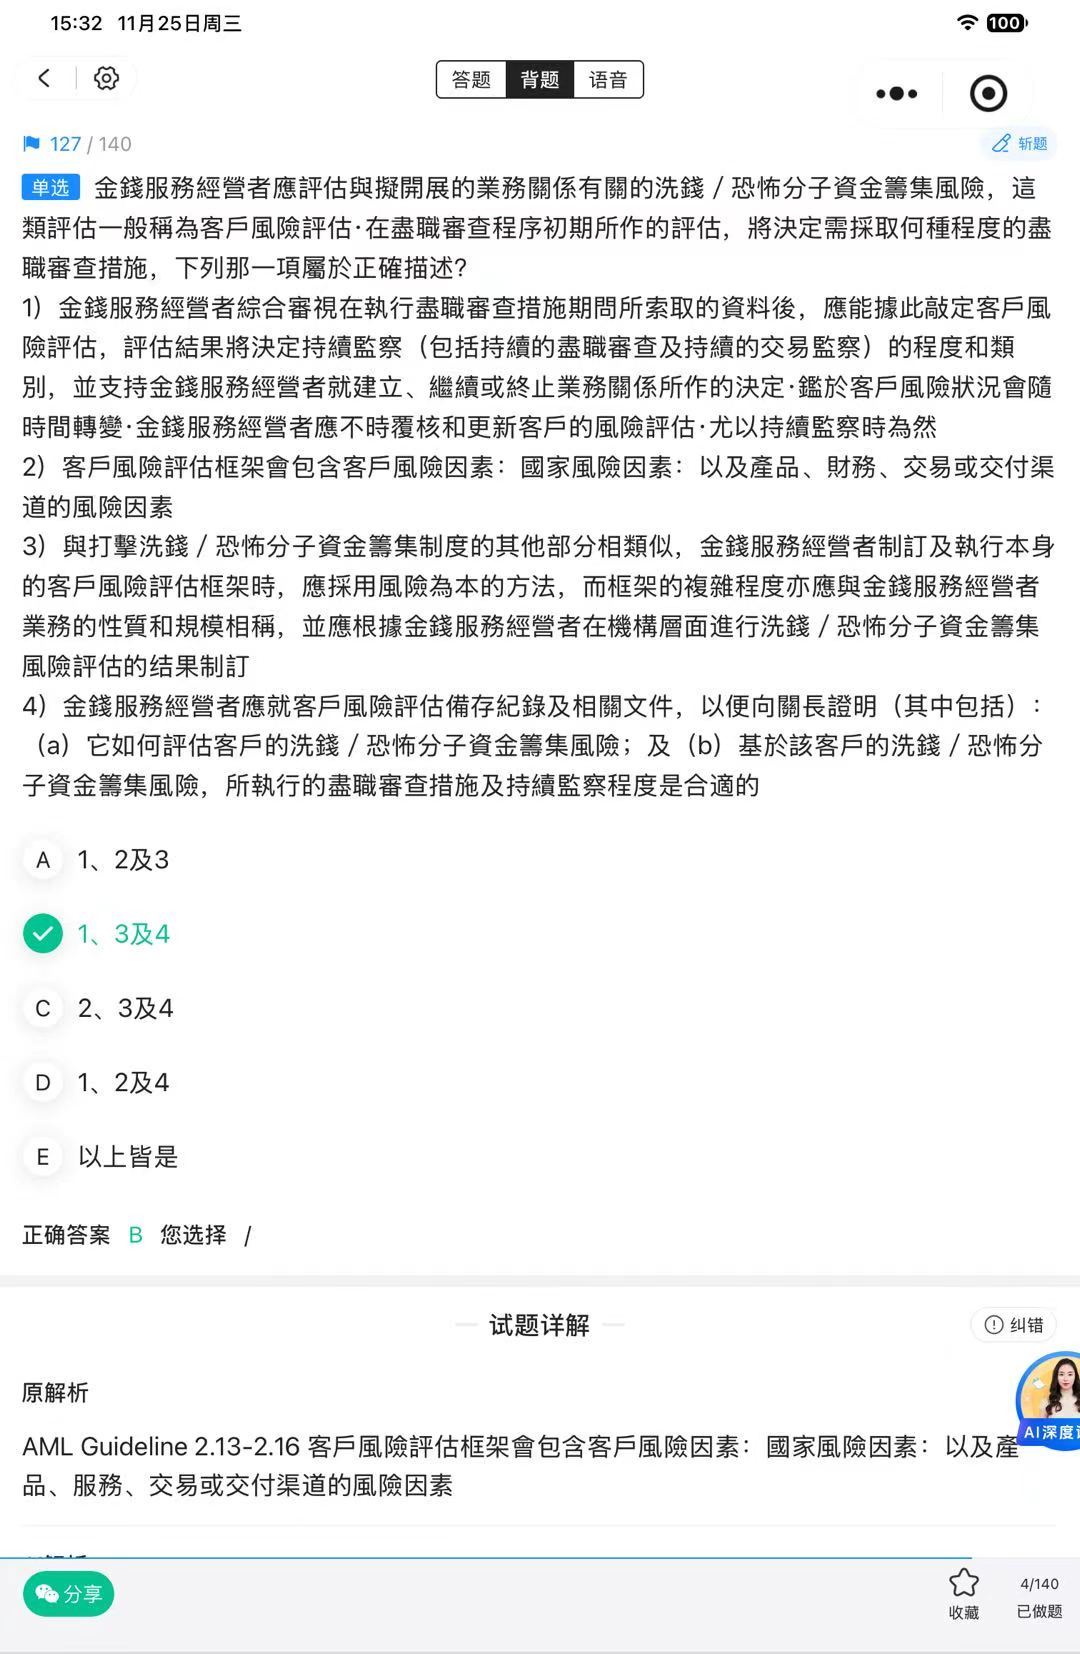 15:32 11月25日周三
100
答题 背题 语音
127 / 140
斩题
单选 金錢服務經營者應評估與擬開展的業務關係有關的洗錢 / 恐怖分子資金籌集風險，這
類評估一般稱為客戶風險評估·在盡職審查程序初期所作的評估，將決定需採取何種程度的盡
職審查措施，下列那一項屬於正確描述?
1）金錢服務經營者綜合審視在執行盡職審查措施期問所索取的資料後，應能據此敲定客戶風
險評估，評估結果將決定持續監察（包括持續的盡職審查及持續的交易監察）的程度和類
別，並支持金錢服務經營者就建立、繼續或終止業務關係所作的決定·鑑於客戶風險狀況會隨
時間轉變·金錢服務經營者應不時覆核和更新客戶的風險評估·尤以持續監察時為然
2）客戶風險評估框架會包含客戶風險因素：國家風險因素：以及產品、財務、交易或交付渠
道的風險因素
3）與打擊洗錢 / 恐怖分子資金籌集制度的其他部分相類似，金錢服務經營者制訂及執行本身
的客戶風險評估框架時，應採用風險為本的方法，而框架的複雜程度亦應與金錢服務經營者
業務的性質和規模相稱，並應根據金錢服務經營者在機構層面進行洗錢 / 恐怖分子資金籌集
風險評估的结果制訂
4）金錢服務經營者應就客戶風險評估備存紀錄及相關文件，以便向關長證明（其中包括）：
（a）它如何評估客戶的洗錢 / 恐怖分子資金籌集風險；及（b）基於該客戶的洗錢 / 恐怖分
子資金籌集風險，所執行的盡職審查措施及持續監察程度是合適的
A 1、2及3
1、3及4
C 2、3及4
D 1、2及4
E 以上皆是
正确答案 B 您选择 /
试题详解
纠错
原解析
AML Guideline 2.13-2.16 客戶風險評估框架會包含客戶風險因素：國家風險因素：以及產
品、服務、交易或交付渠道的風險因素
AI深度
分享
收藏
4/140
已做题